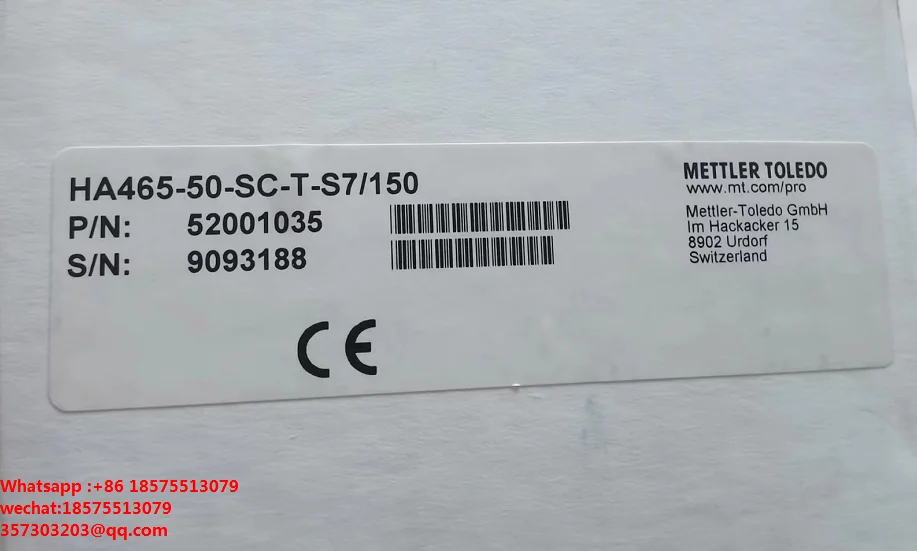 HA465-50-SC-T-S7/150
P/N: 52001035
S/N: 9093188
METTLER TOLEDO
www.mt.com/pro
Mettler-Toledo GmbH
Im Hackacker 15
8902 Urdorf
Switzerland
CE
Whatsapp :+86 18575513079
wechat:18575513079
357303203@qq.com